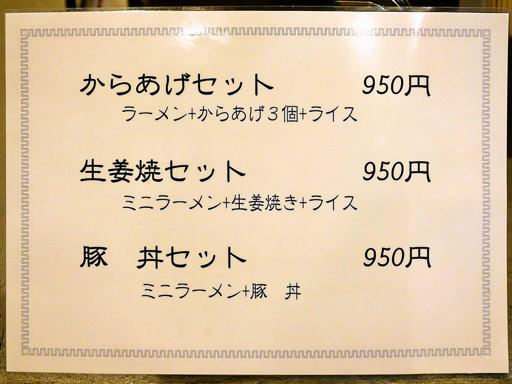 からあげセット 950円
ラーメン+からあげ３個+ライス
生姜焼セット 950円
ミニラーメン+生姜焼き+ライス
豚　丼セット 950円
ミニラーメン+豚　丼